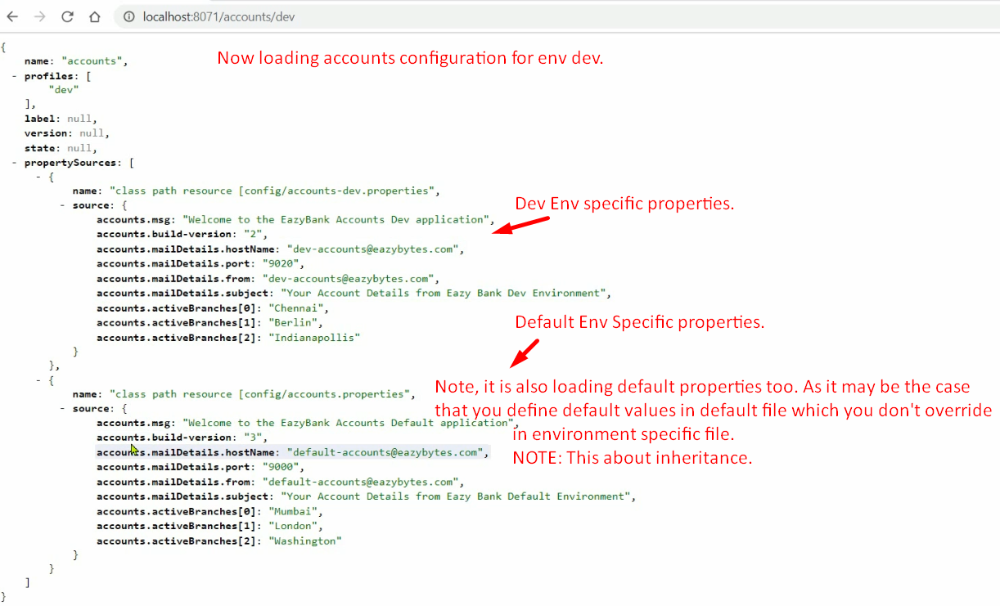 localhost:8071/accounts/dev
{
name: "accounts",
Now loading accounts configuration for env dev.
- profiles: [
"dev"
],
label: null,
version: null,
state: null,
- propertySources: [
- {
name: "class path resource [config/accounts-dev.properties",
- source: {
Dev Env specific properties.
accounts.msg: "Welcome to the EazyBank Accounts Dev application",
accounts.build-version: "2",
accounts.mailDetails.hostName: "dev-accounts@eazybytes.com",
accounts.mailDetails.port: "9020",
accounts.mailDetails.from: "dev-accounts@eazybytes.com",
accounts.mailDetails.subject: "Your Account Details from Eazy Bank Dev Environment",
accounts.activeBranches[0]: "Chennai",
accounts.activeBranches[1]: "Berlin",
accounts.activeBranches[2]: "Indianapollis"
Default Env Specific properties.
}
},
- {
name: "class path resource [config/accounts.properties",
- source: {
Note, it is also loading default properties too. As it may be the case
that you define default values in default file which you don't override
in environment specific file.
NOTE: This about inheritance.
accounts.msg: "Welcome to the EazyBank Accounts Default application",
accounts.build-version: "3",
accounts.mailDetails.hostName: "default-accounts@eazybytes.com",
accounts.mailDetails.port: "9000",
accounts.mailDetails.from: "default-accounts@eazybytes.com",
accounts.mailDetails.subject: "Your Account Details from Eazy Bank Default Environment",
accounts.activeBranches[0]: "Mumbai",
accounts.activeBranches[1]: "London",
accounts.activeBranches[2]: "Washington"
}
}
]
}